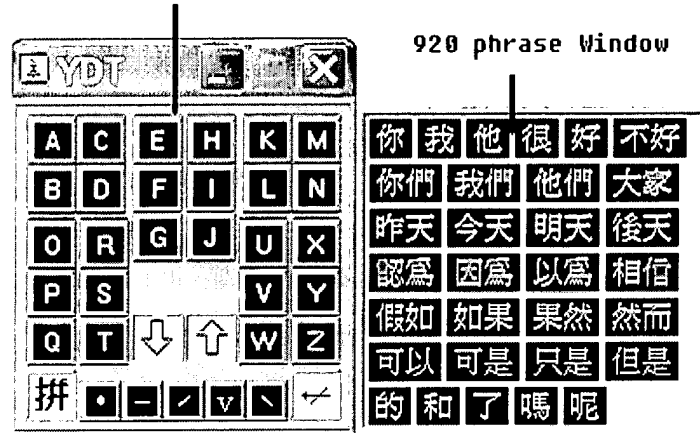 920 phrase Window
YDT
A C E H K M
B D F I L N
O R G J U X
P S V Y
Q T ⇩ ⇧ W Z
拼 • − ˊ v ˋ
你 我 他 很 好 不好
你們 我們 他們 大家
昨天 今天 明天 後天
認爲 因爲 以爲 相信
假如 如果 果然 然而
可以 可是 只是 但是
的 和 了 嗎 呢